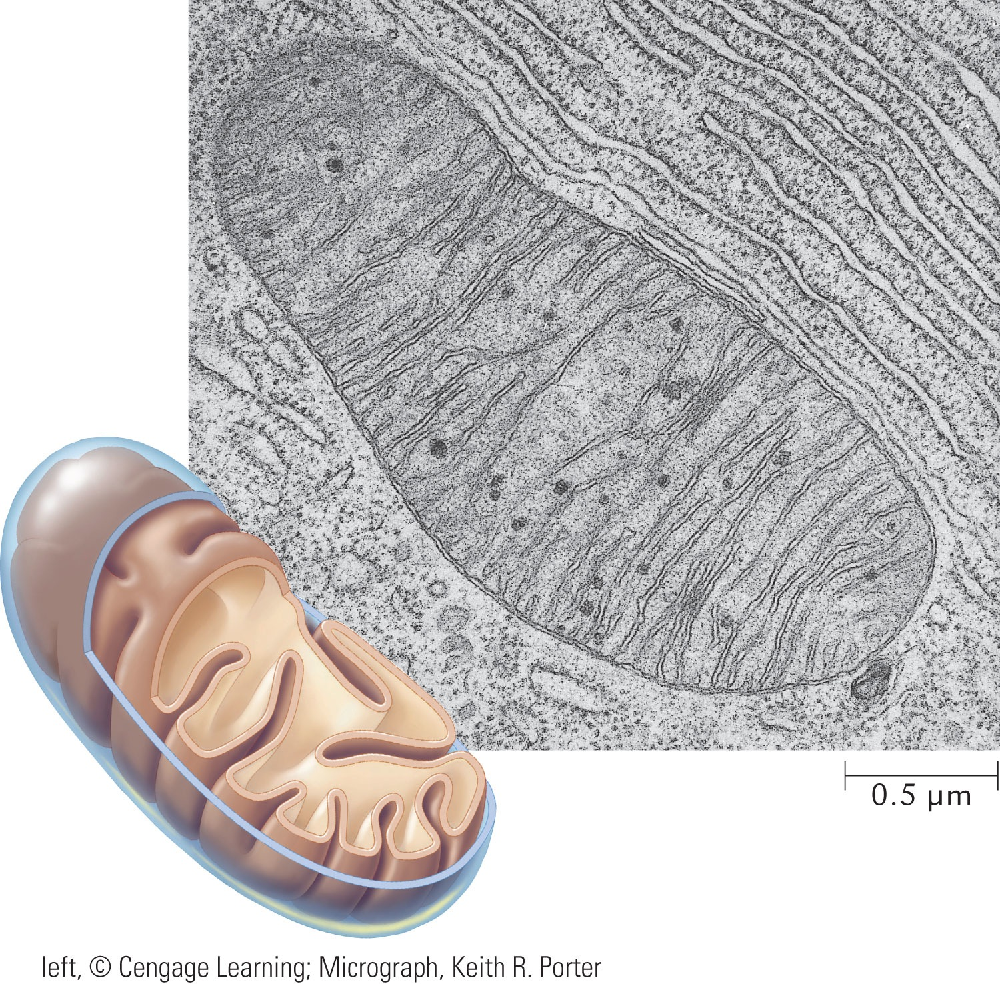 0.5 µm
left, © Cengage Learning; Micrograph, Keith R. Porter